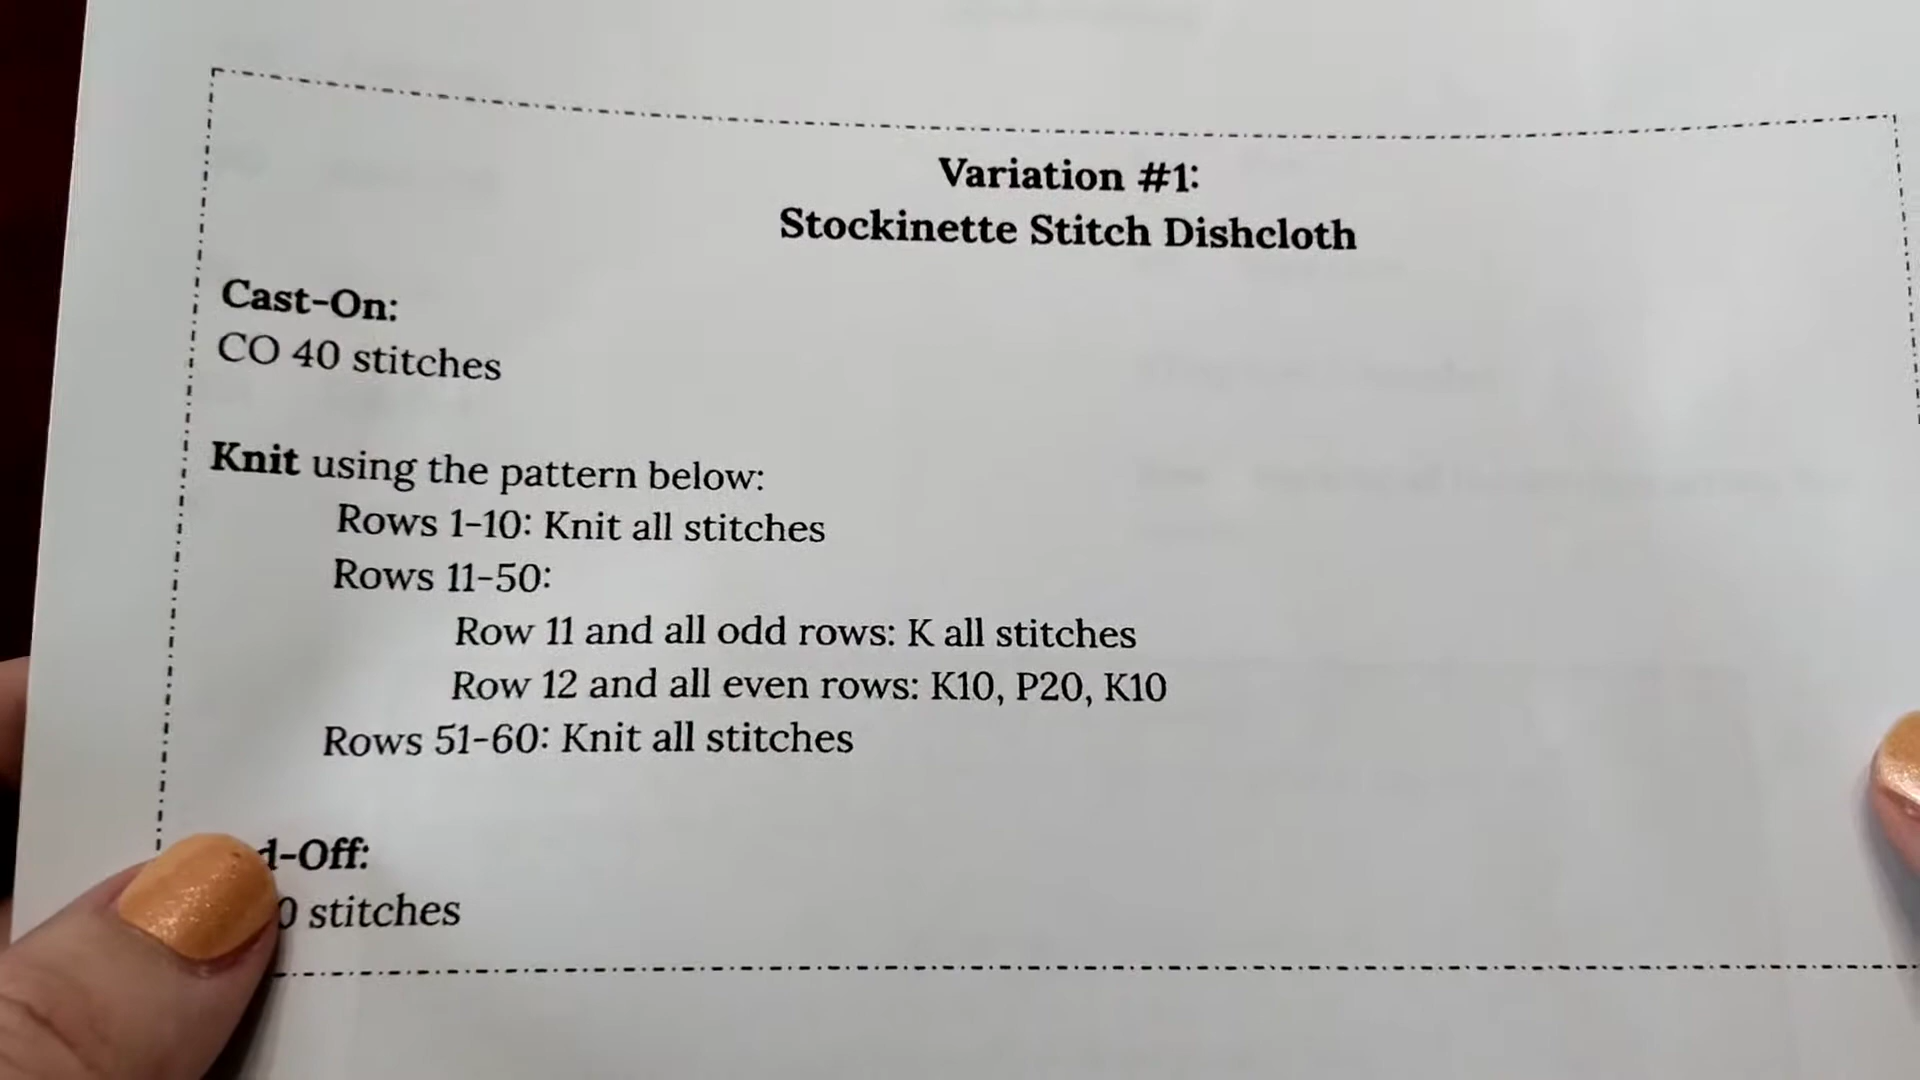 Variation #1:
Stockinette Stitch Dishcloth
Cast-On:
CO 40 stitches
Knit using the pattern below:
Rows 1-10: Knit all stitches
Rows 11-50:
Row 11 and all odd rows: K all stitches
Row 12 and all even rows: K10, P20, K10
Rows 51-60: Knit all stitches
d-Off:
0 stitches